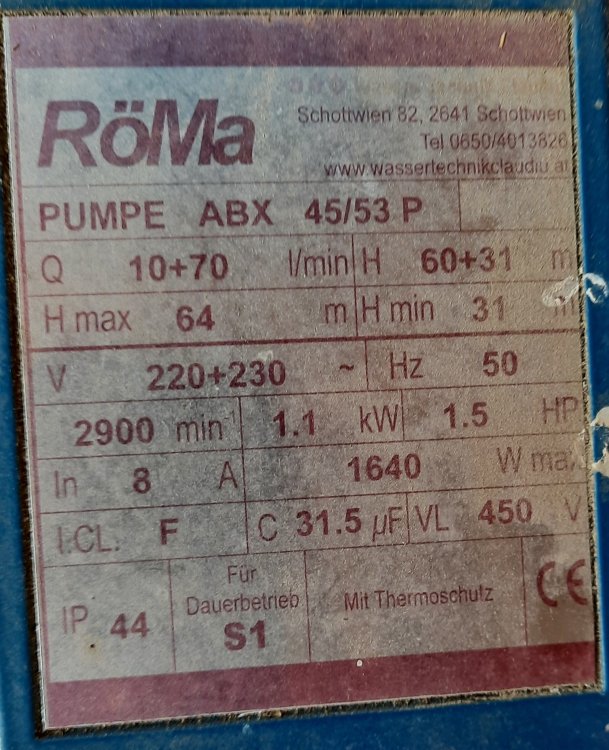 RöMa
Schottwien 82, 2641 Schottwien
Tel 0650/4013826
www.wassertechnikclaudiu.at
PUMPE ABX 45/53 P
Q 10+70 l/min H 60+31 m
H max 64 m H min 31 m
V 220+230 ~ Hz 50
2900 min⁻¹ 1.1 kW 1.5 HP
In 8 A 1640 W max
I.CL. F C 31.5 µF VL 450 V
IP 44 Für Dauerbetrieb S1 Mit Thermoschutz CE